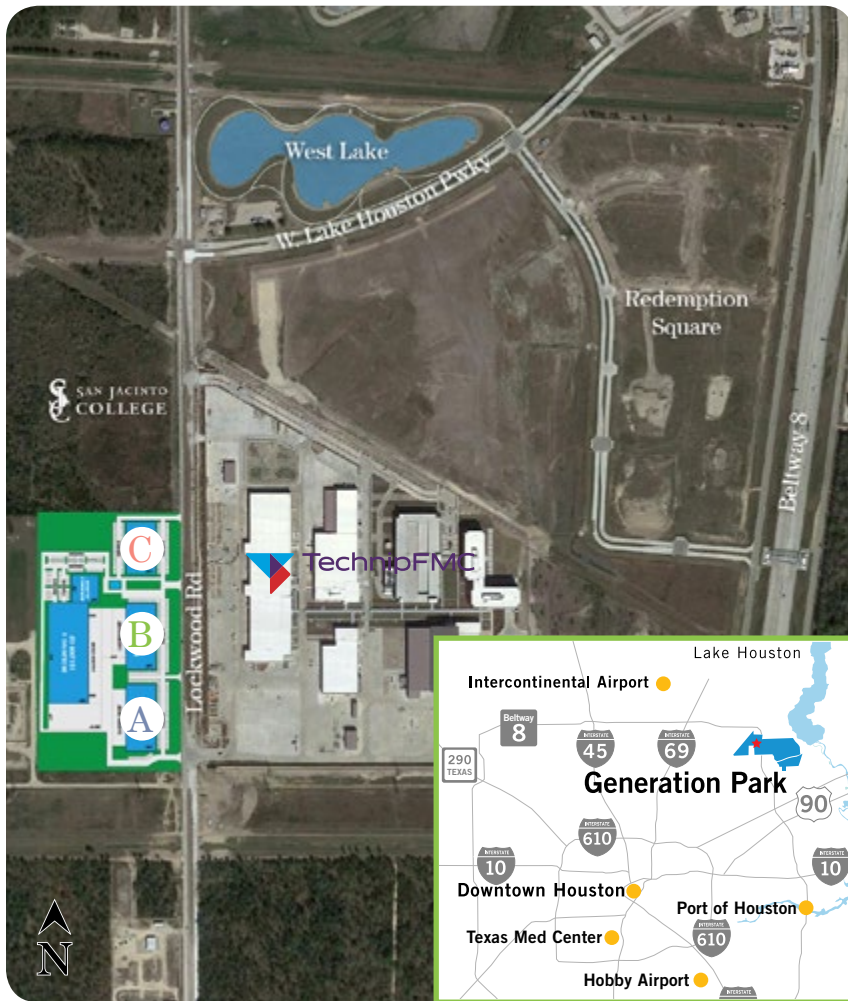 West Lake
W. Lake Houston Pwky
Redemption
Square
SJC
SAN JACINTO
COLLEGE
Beltway 8
C
TechnipFMC
B
Lockwood Rd
A
Lake Houston
Intercontinental Airport
Beltway
8
INTERSTATE
45
INTERSTATE
69
290
TEXAS
Generation Park
90
INTERSTATE
610
INTERSTATE
10
INTERSTATE
10
Downtown Houston
Port of Houston
Texas Med Center
INTERSTATE
610
Hobby Airport
INTERSTATE
N